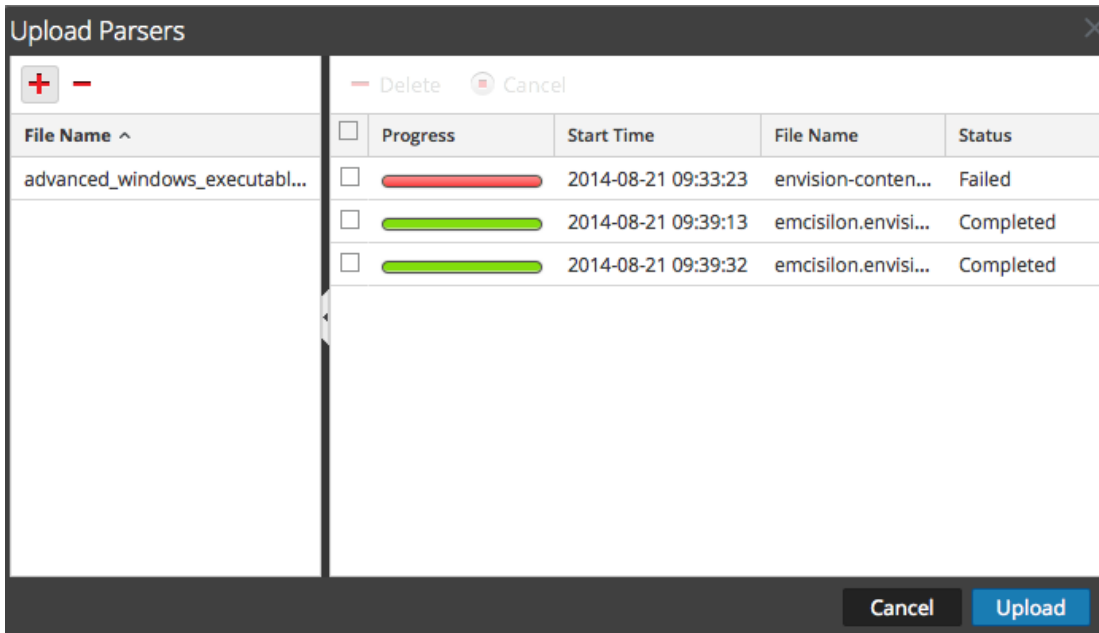 Upload Parsers
Delete Cancel
File Name
advanced_windows_executabl...
Progress Start Time File Name Status
2014-08-21 09:33:23 envision-conten... Failed
2014-08-21 09:39:13 emcisilon.envisi... Completed
2014-08-21 09:39:32 emcisilon.envisi... Completed
Cancel Upload